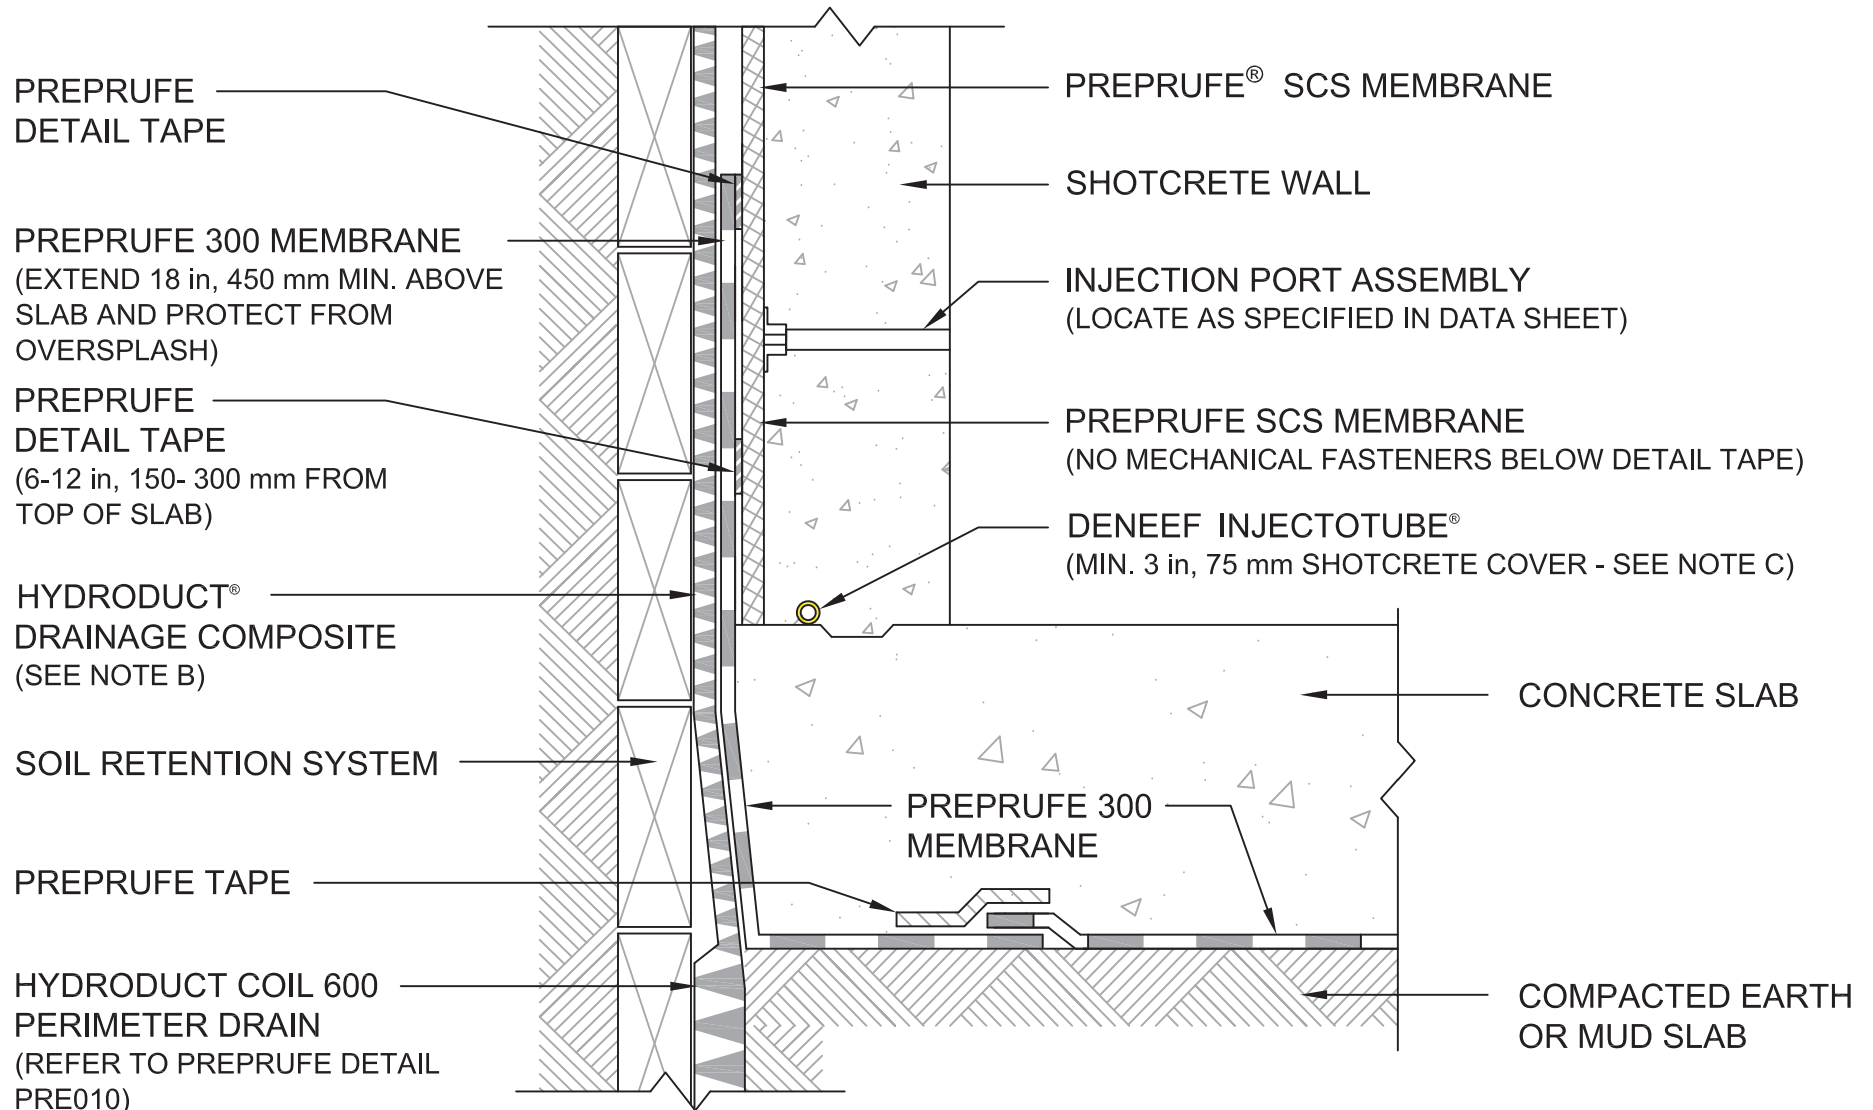 PREPRUFE
DETAIL TAPE
PREPRUFE 300 MEMBRANE
(EXTEND 18 in, 450 mm MIN. ABOVE
SLAB AND PROTECT FROM
OVERSPLASH)
PREPRUFE
DETAIL TAPE
(6-12 in, 150- 300 mm FROM
TOP OF SLAB)
HYDRODUCT®
DRAINAGE COMPOSITE
(SEE NOTE B)
SOIL RETENTION SYSTEM
PREPRUFE TAPE
HYDRODUCT COIL 600
PERIMETER DRAIN
(REFER TO PREPRUFE DETAIL
PRE010)
PREPRUFE® SCS MEMBRANE
SHOTCRETE WALL
INJECTION PORT ASSEMBLY
(LOCATE AS SPECIFIED IN DATA SHEET)
PREPRUFE SCS MEMBRANE
(NO MECHANICAL FASTENERS BELOW DETAIL TAPE)
DENEEF INJECTOTUBE®
(MIN. 3 in, 75 mm SHOTCRETE COVER - SEE NOTE C)
CONCRETE SLAB
PREPRUFE 300
MEMBRANE
COMPACTED EARTH
OR MUD SLAB